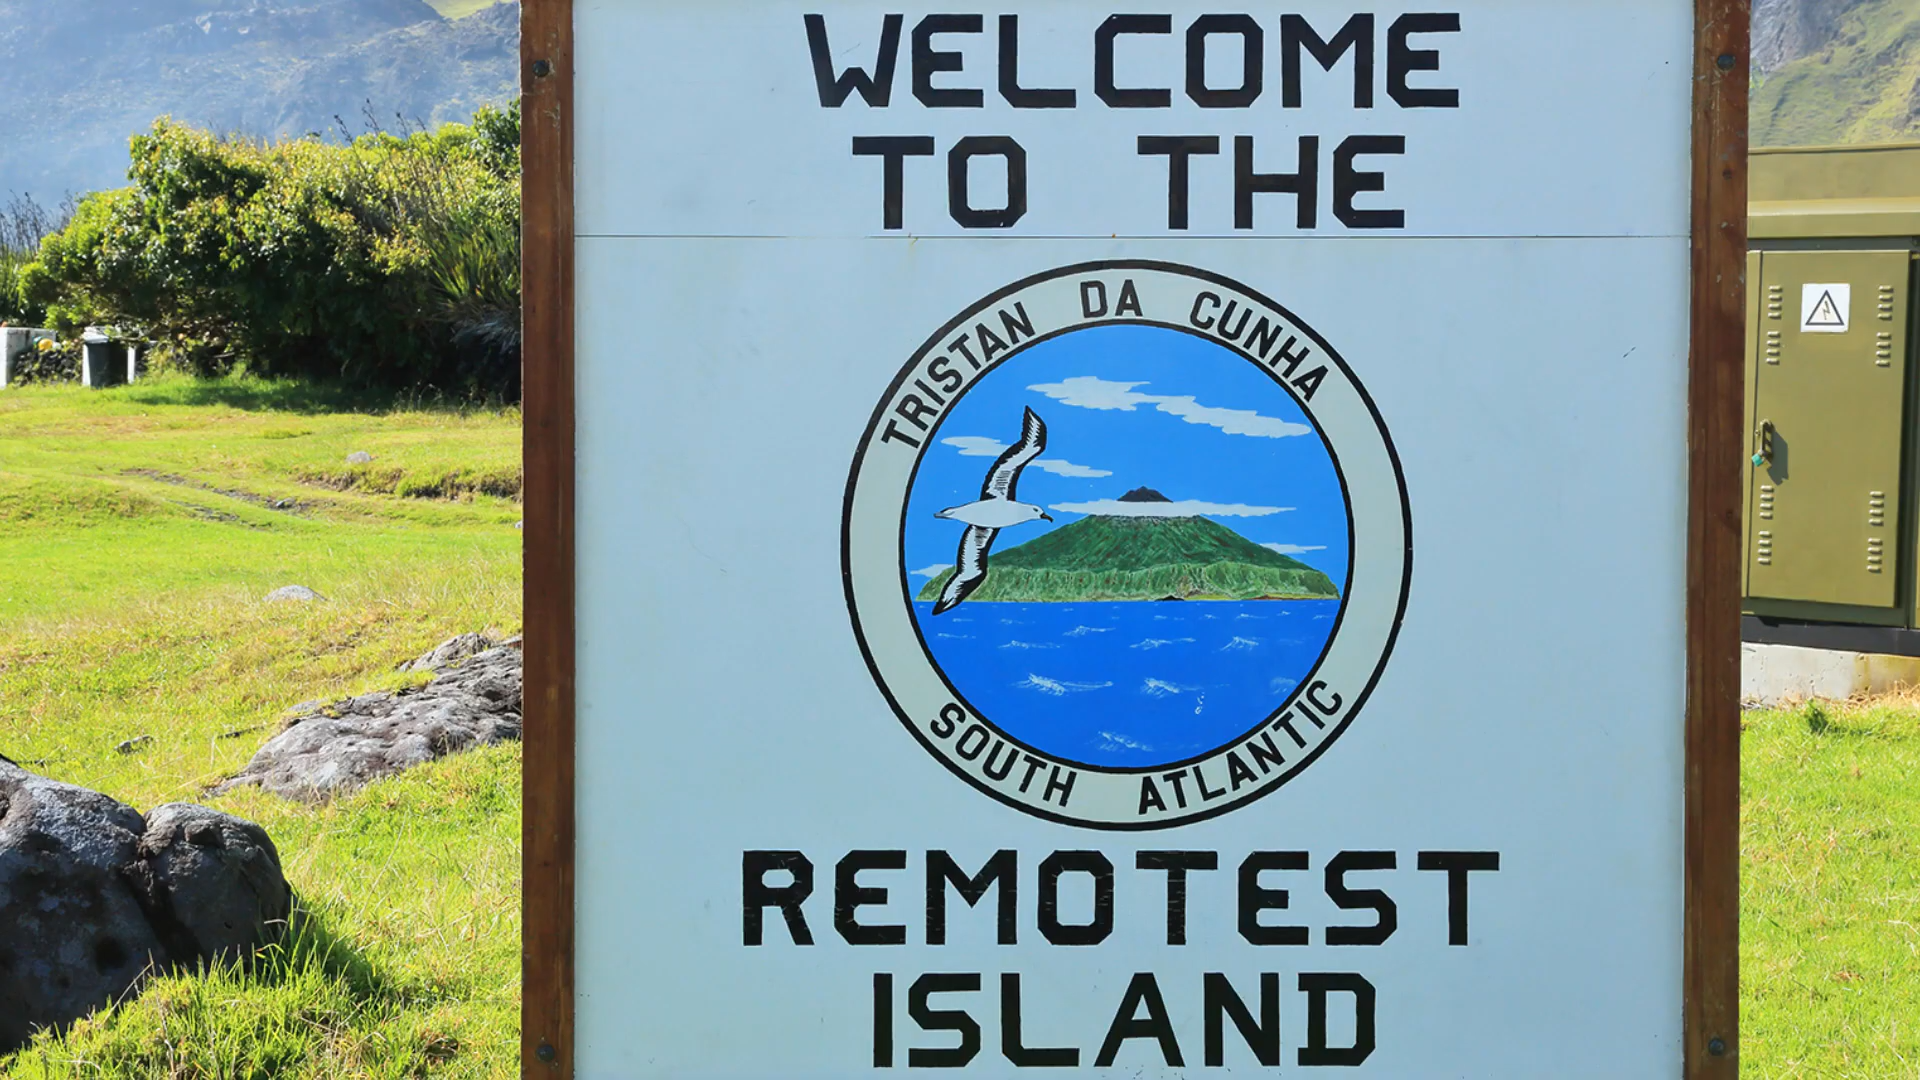 WELCOME
TO THE
TRISTAN DA CUNHA
SOUTH ATLANTIC
REMOTEST
ISLAND